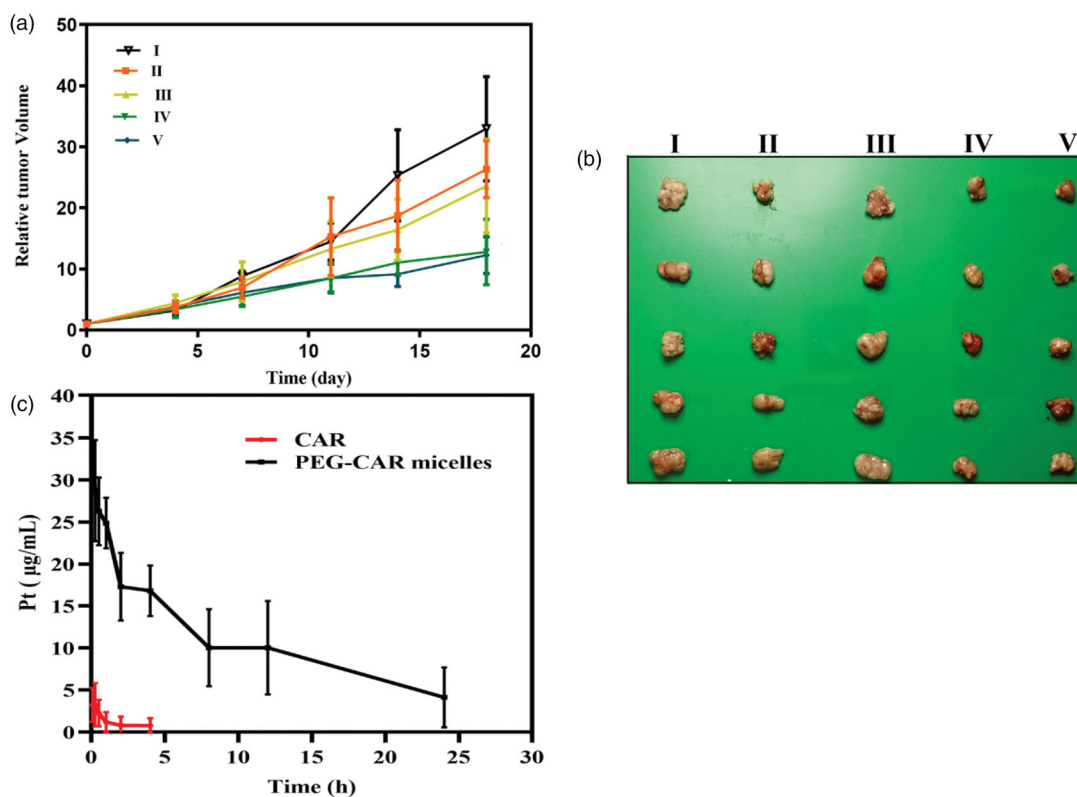 (a)
Relative tumor Volume
50
40
30
20
10
0
I
II
III
IV
V
0
5
10
15
20
Time (day)
(b)
I II III IV V
(c)
Pt ( μg/mL)
40
35
30
25
20
15
10
5
0
CAR
PEG-CAR micelles
0 5 10 15 20 25 30
Time (h)